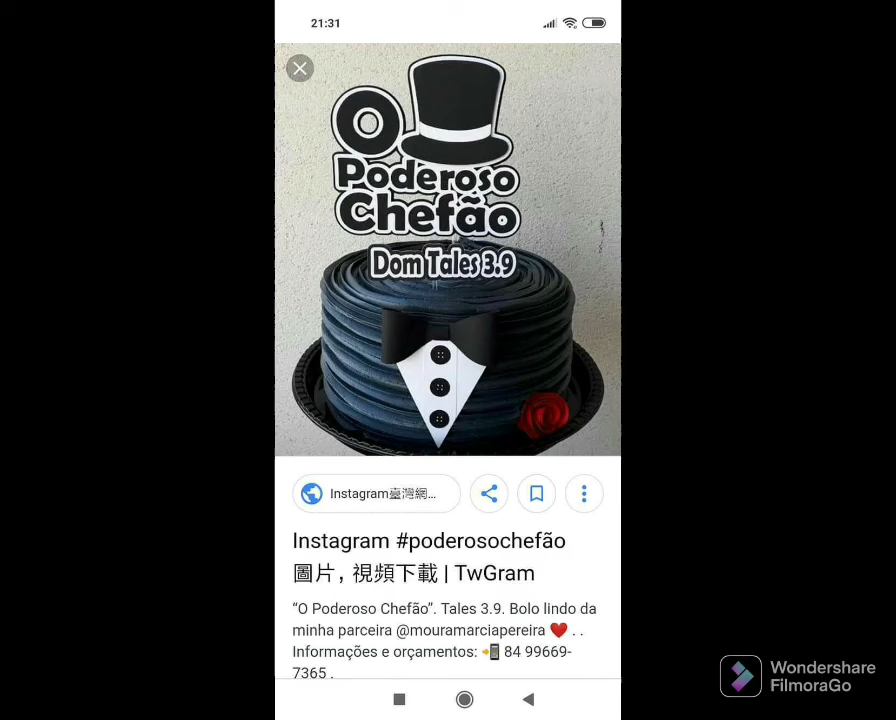 21:31
O
Poderoso
Chefão
Dom Tales 3.9
Instagram臺灣網...
Instagram #poderosochefão
圖片, 視頻下載 | TwGram
“O Poderoso Chefão”. Tales 3.9. Bolo lindo da
minha parceira @mouramarciapereira ❤️ . .
Informações e orçamentos: 📲 84 99669-
7365 .
Wondershare
FilmoraGo